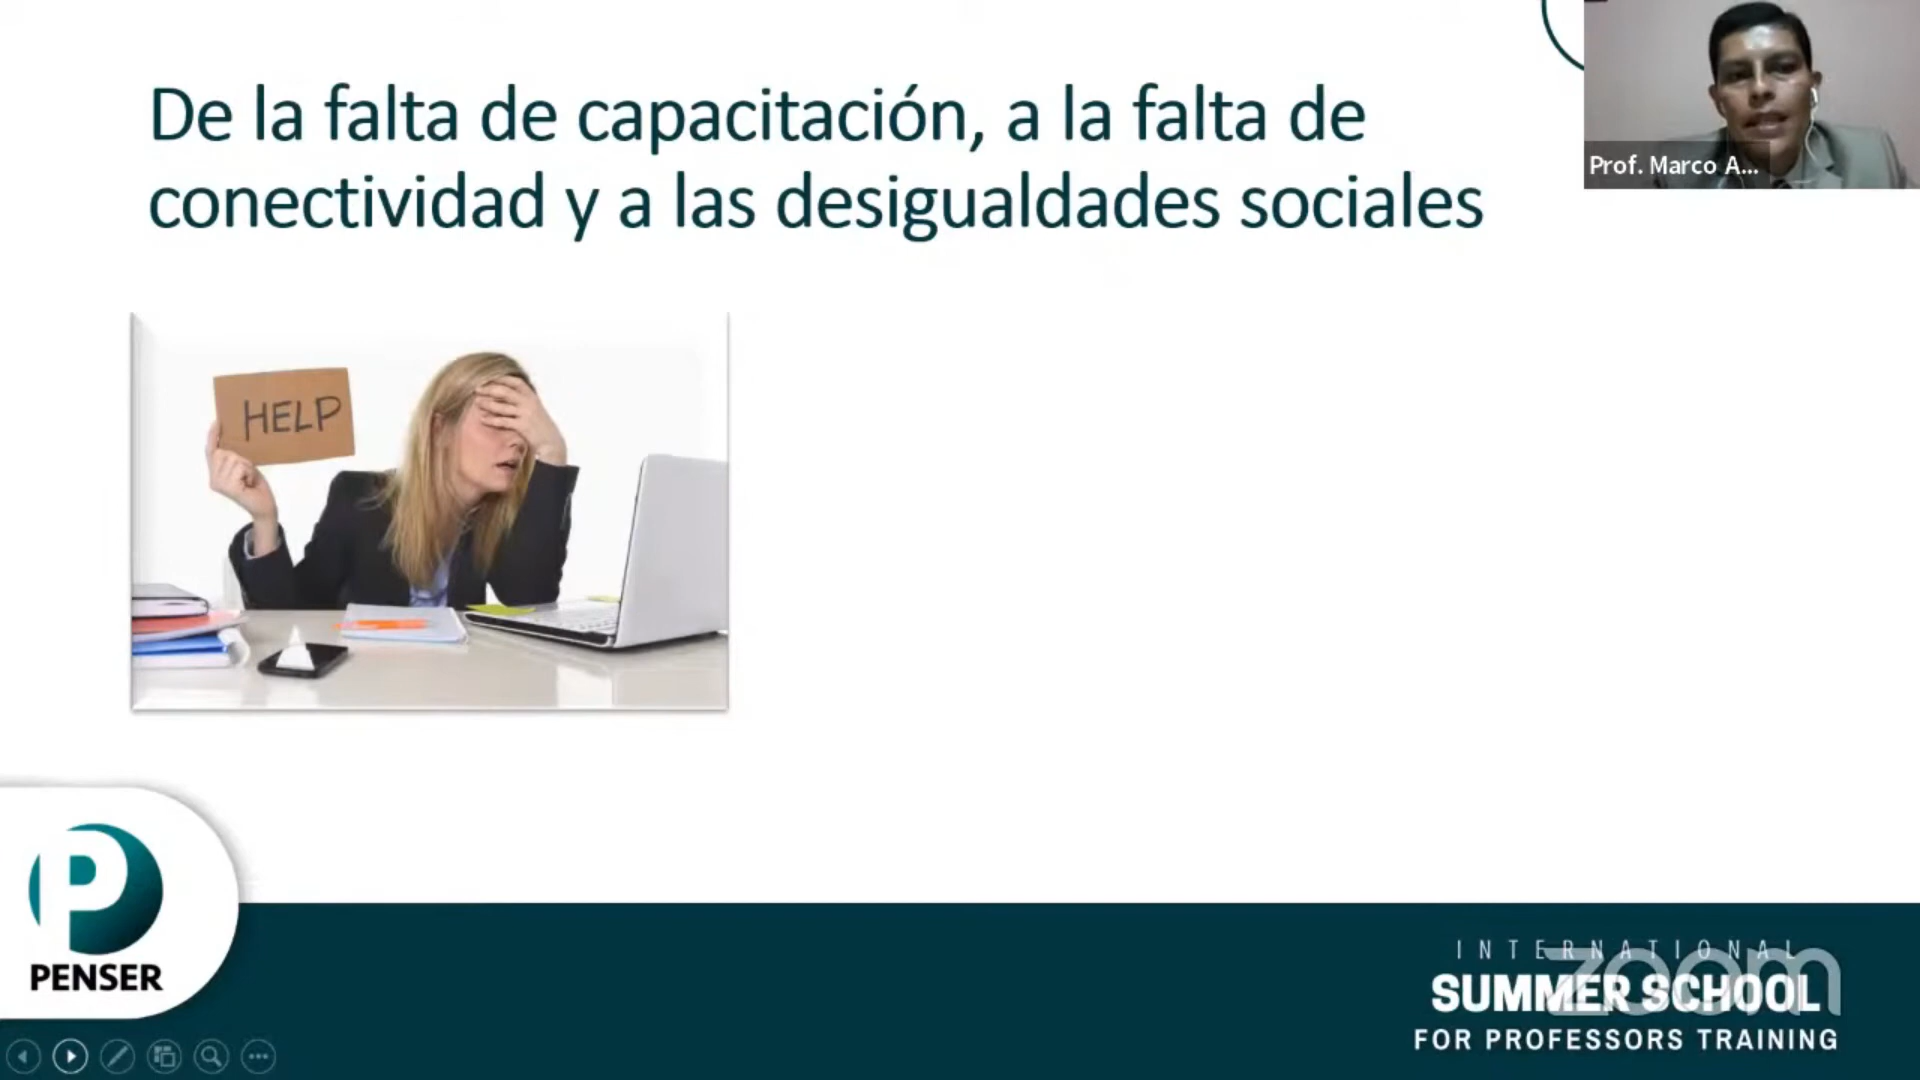 De la falta de capacitación, a la falta de
conectividad y a las desigualdades sociales
Prof. Marco A...
HELP
PENSER
INTERNATIONAL
SUMMER SCHOOL
FOR PROFESSORS TRAINING
zoom